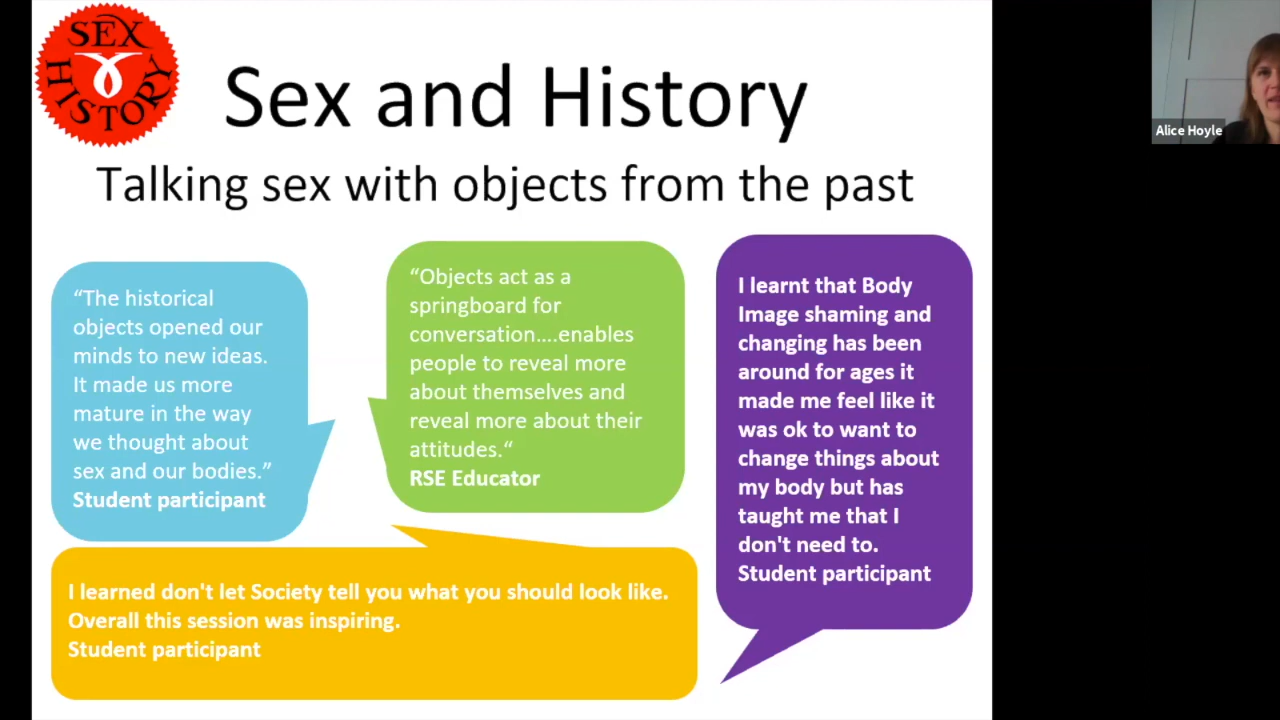 SEX
HISTORY
Sex and History
Talking sex with objects from the past
“The historical
objects opened our
minds to new ideas.
It made us more
mature in the way
we thought about
sex and our bodies.”
Student participant
“Objects act as a
springboard for
conversation....enables
people to reveal more
about themselves and
reveal more about their
attitudes.“
RSE Educator
I learnt that Body
Image shaming and
changing has been
around for ages it
made me feel like it
was ok to want to
change things about
my body but has
taught me that I
don't need to.
Student participant
I learned don't let Society tell you what you should look like.
Overall this session was inspiring.
Student participant
Alice Hoyle